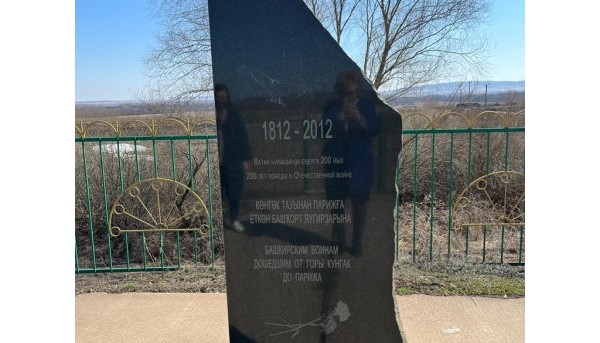 1812 - 2012
Ватан һуғышында еңеүгә 200 йыл
200 лет победы в Отечественной войне
КӨНГӘК ТАУЫНАН ПАРИЖҒА
ЕТКӘН БАШҠОРТ ЯУГИРҘАРЫНА
БАШКИРСКИМ ВОИНАМ
ДОШЕДШИМ ОТ ГОРЫ КУНГАК
ДО ПАРИЖА